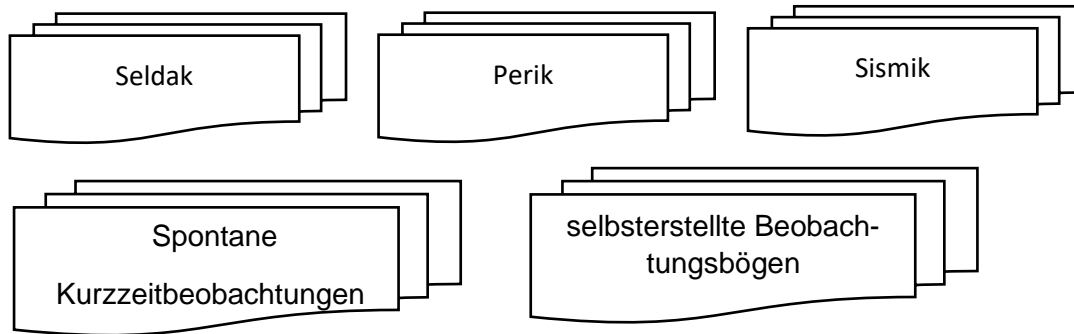 Seldak
Perik
Sismik
Spontane
Kurzzeitbeobachtungen
selbsterstellte Beobach-
tungsbögen